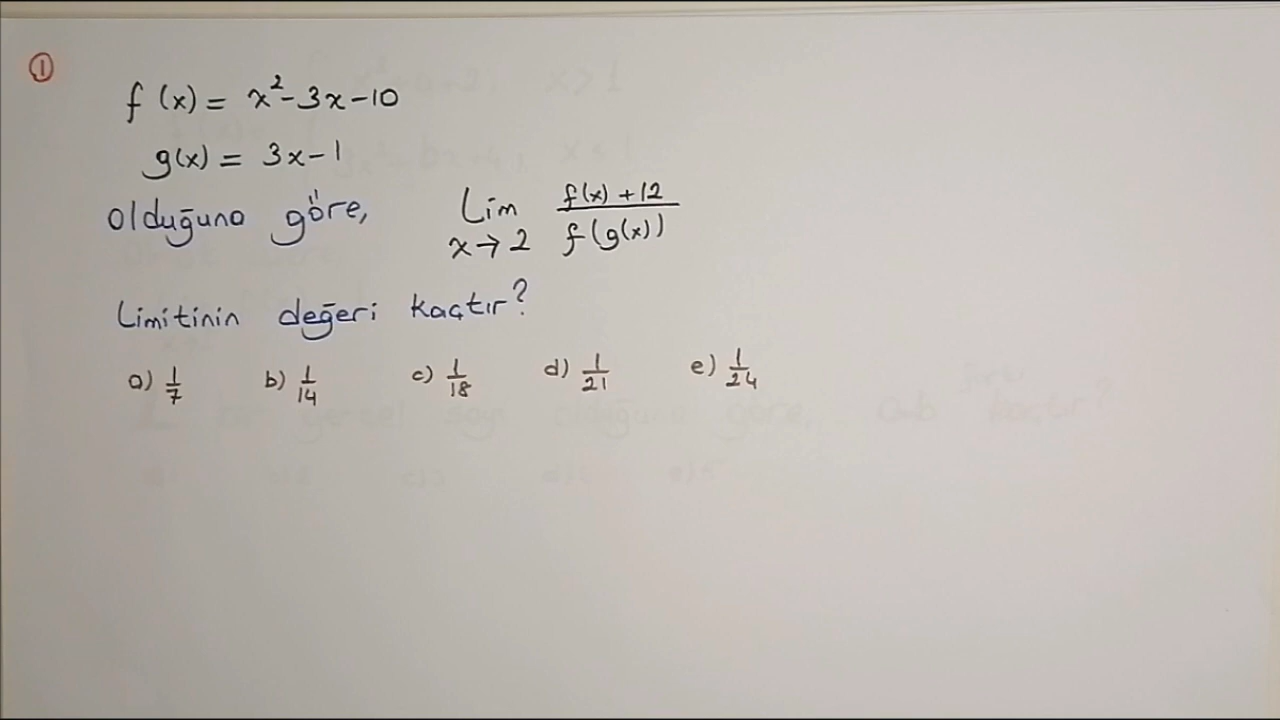 ①
f(x) = x² - 3x - 10
g(x) = 3x - 1
olduğuna göre, Lim x→2 f(x) + 12 / f(g(x))
Limitinin değeri kaçtır?
a) 1/7 b) 1/14 c) 1/18 d) 1/21 e) 1/24